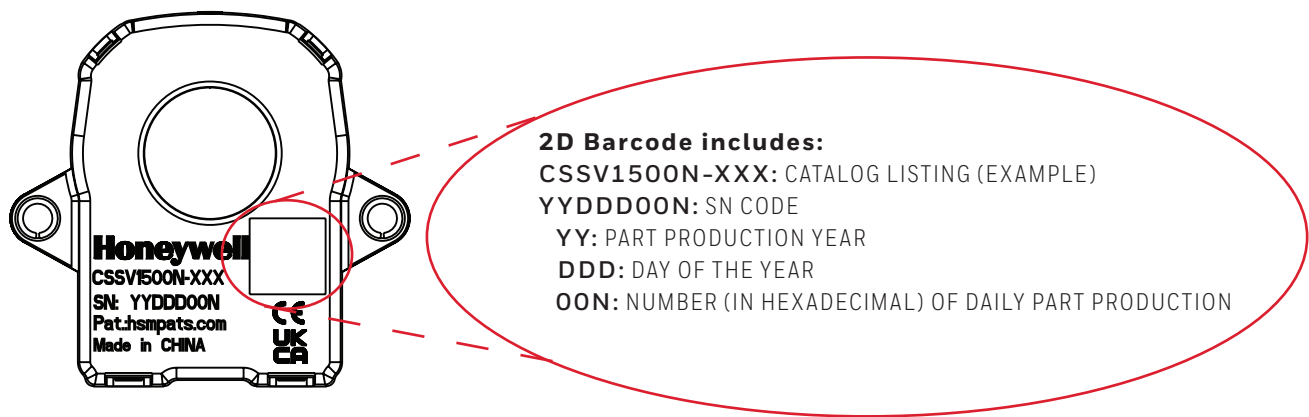 Honeywell
CSSV1500N-XXX
SN: YYDDD00N
Pat.:hsmpats.com
Made in CHINA
CE
UK
CA
2D Barcode includes:
CSSV1500N-XXX: CATALOG LISTING (EXAMPLE)
YYDDD00N: SN CODE
YY: PART PRODUCTION YEAR
DDD: DAY OF THE YEAR
00N: NUMBER (IN HEXADECIMAL) OF DAILY PART PRODUCTION